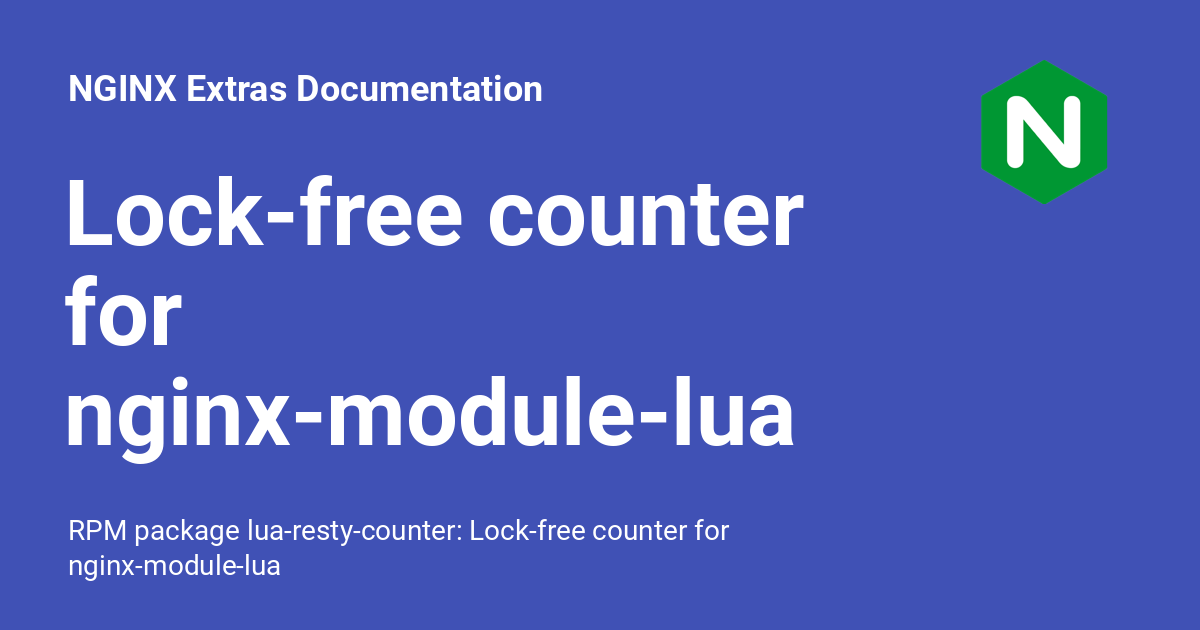 NGINX Extras Documentation
N
Lock-free counter
for
nginx-module-lua
RPM package lua-resty-counter: Lock-free counter for
nginx-module-lua